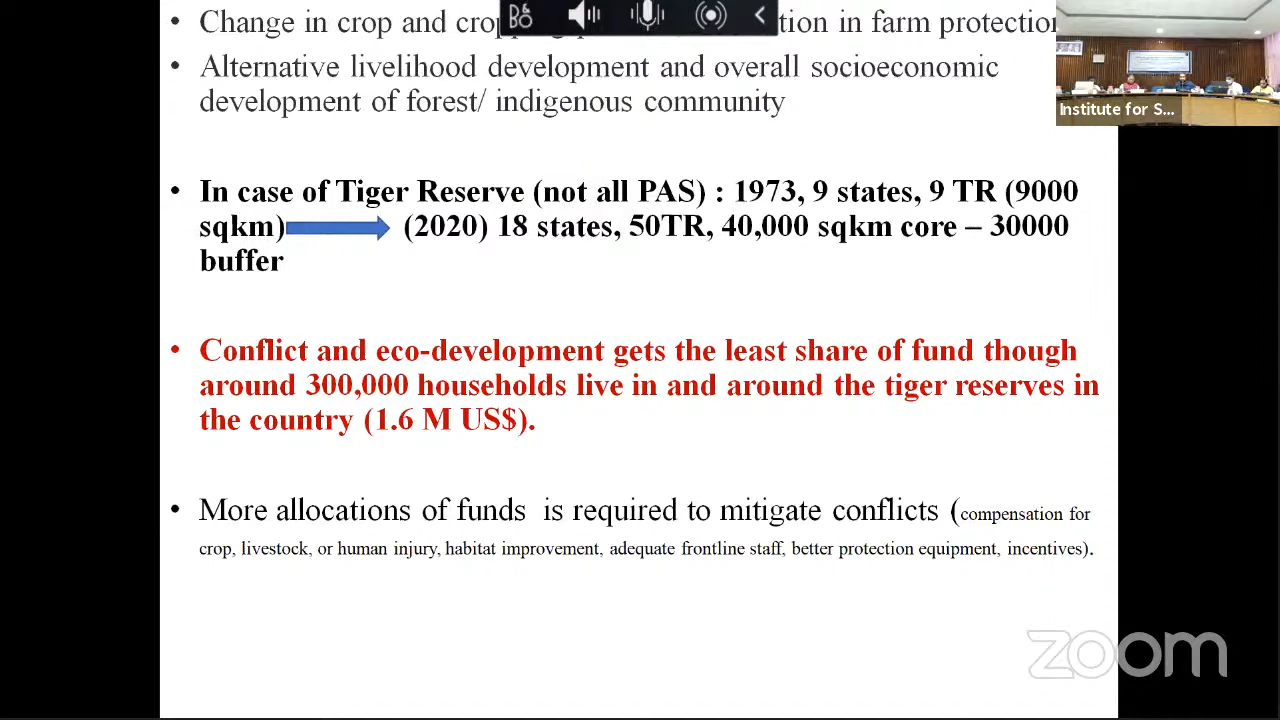 • Change in crop and tion in farm protection
• Alternative livelihood development and overall socioeconomic
development of forest/ indigenous community
• In case of Tiger Reserve (not all PAS) : 1973, 9 states, 9 TR (9000
sqkm) (2020) 18 states, 50TR, 40,000 sqkm core – 30000
buffer
• Conflict and eco-development gets the least share of fund though
around 300,000 households live in and around the tiger reserves in
the country (1.6 M US$).
• More allocations of funds is required to mitigate conflicts (compensation for
crop, livestock, or human injury, habitat improvement, adequate frontline staff, better protection equipment, incentives).
Institute for S...
zoom